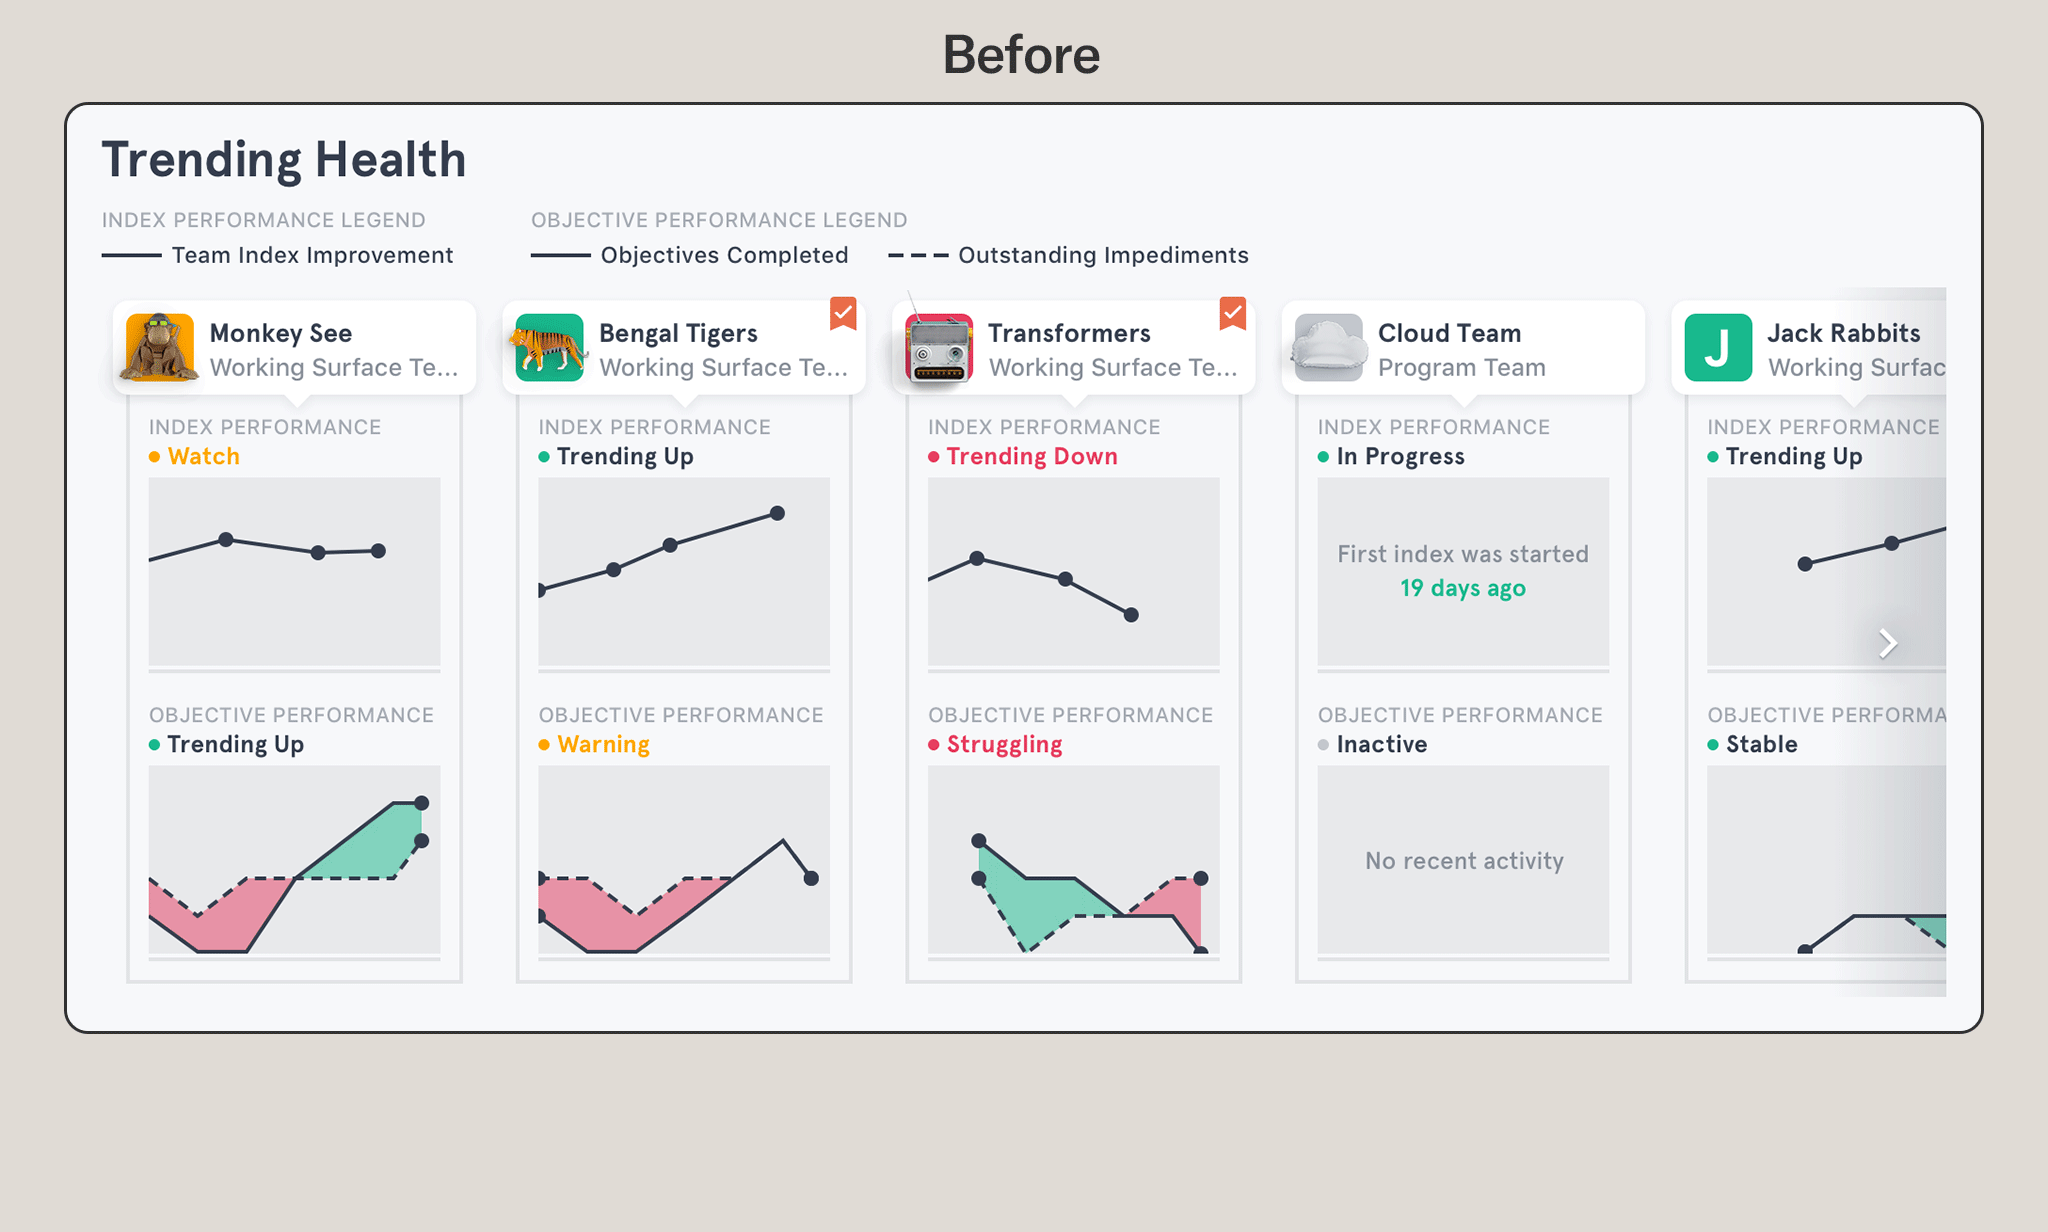 Before
Trending Health
INDEX PERFORMANCE LEGEND
Team Index Improvement
OBJECTIVE PERFORMANCE LEGEND
Objectives Completed
Outstanding Impediments
Monkey See
Working Surface Te...
INDEX PERFORMANCE
Watch
OBJECTIVE PERFORMANCE
Trending Up
Bengal Tigers
Working Surface Te...
INDEX PERFORMANCE
Trending Up
OBJECTIVE PERFORMANCE
Warning
Transformers
Working Surface Te...
INDEX PERFORMANCE
Trending Down
OBJECTIVE PERFORMANCE
Struggling
Cloud Team
Program Team
INDEX PERFORMANCE
In Progress
First index was started
19 days ago
OBJECTIVE PERFORMANCE
Inactive
No recent activity
J
Jack Rabbits
Working Surfac
INDEX PERFORMANCE
Trending Up
OBJECTIVE PERFORMA
Stable